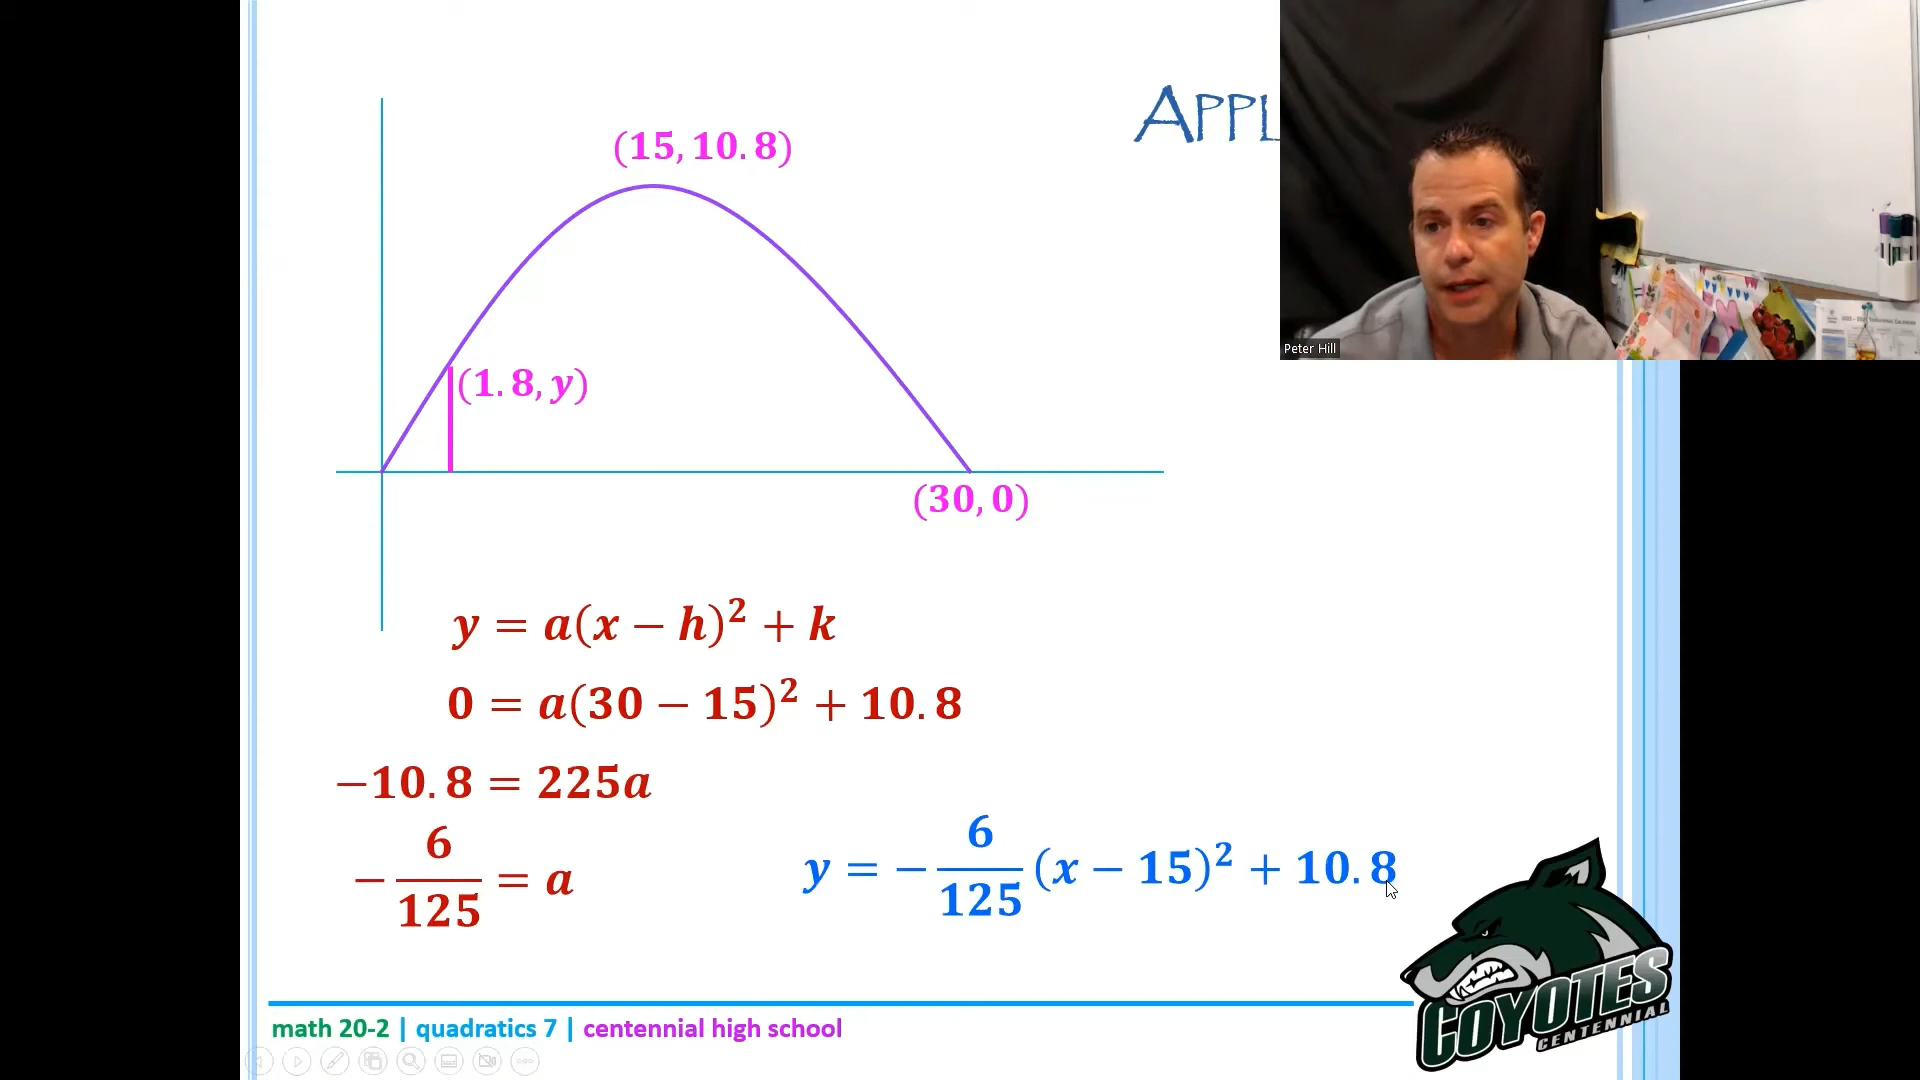 APPL
(15, 10.8)
(1.8, y)
(30, 0)
y = a(x − h)² + k
0 = a(30 − 15)² + 10.8
−10.8 = 225a
−6/125 = a
y = −6/125 (x − 15)² + 10.8
math 20-2 | quadratics 7 | centennial high school
COYOTES
CENTENNIAL
Peter Hill